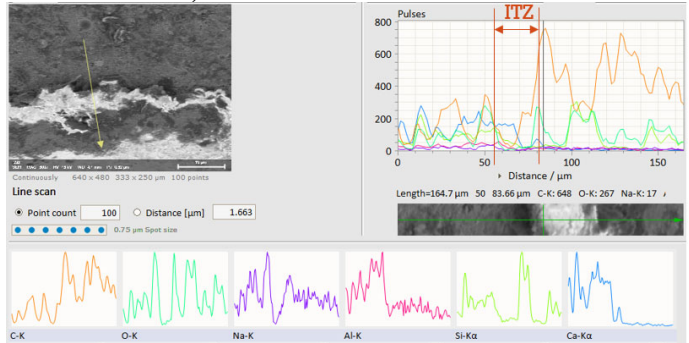 Pulses
ITZ
800
600
400
200
0
0 50 100 150
Distance / µm
Continuously 640 x 480 333 x 250 µm 100 points
Line scan
Point count 100 Distance [µm] 1.663
0.75 µm Spot size
Length=164.7 µm 50 83.66 µm C-K: 648 O-K: 267 Na-K: 17
C-K O-K Na-K Al-K Si-Kα Ca-Kα